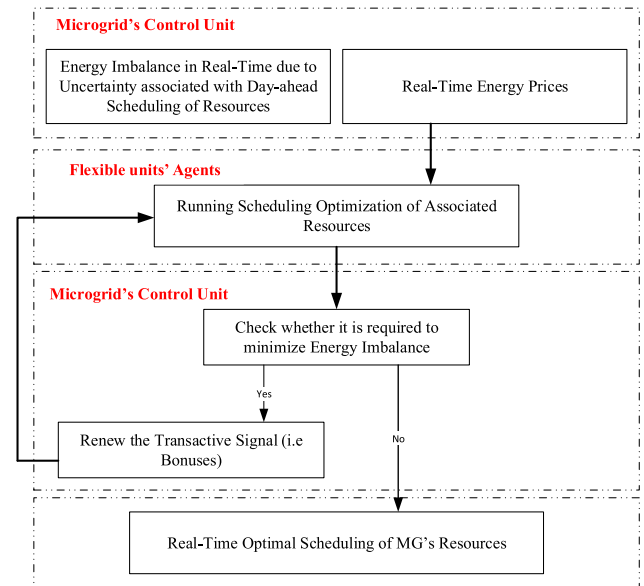 Microgrid's Control Unit
Energy Imbalance in Real-Time due to
Uncertainty associated with Day-ahead
Scheduling of Resources
Real-Time Energy Prices
Flexible units' Agents
Running Scheduling Optimization of Associated
Resources
Microgrid's Control Unit
Check whether it is required to
minimize Energy Imbalance
Yes
No
Renew the Transactive Signal (i.e
Bonuses)
Real-Time Optimal Scheduling of MG's Resources